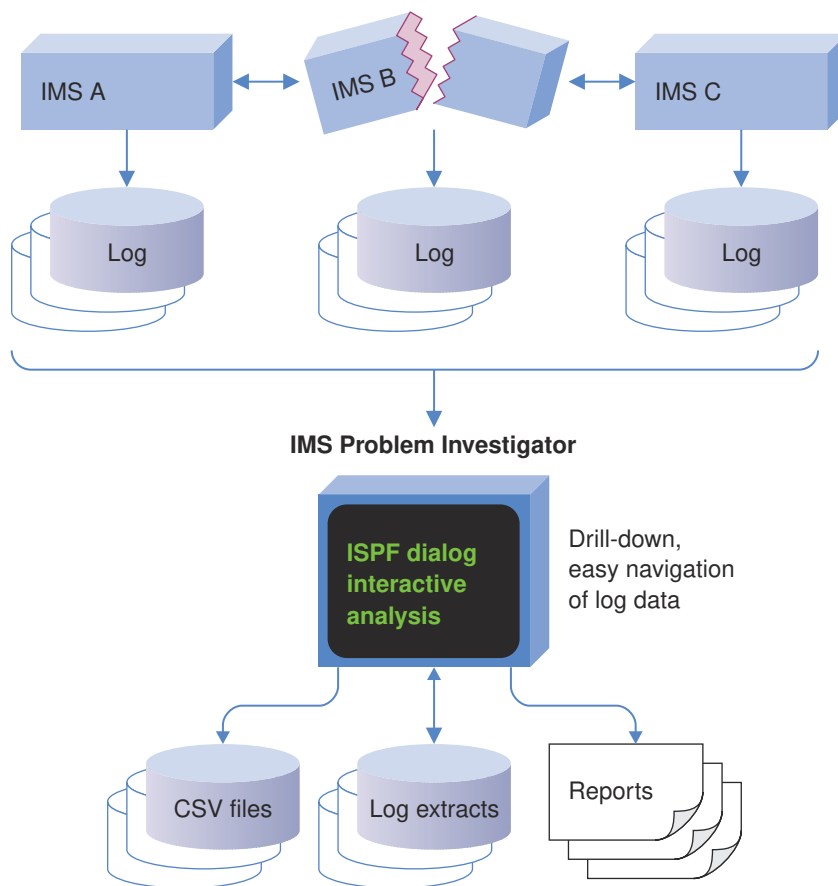 IMS A
IMS B
IMS C
Log
Log
Log
IMS Problem Investigator
ISPF dialog
interactive
analysis
Drill-down,
easy navigation
of log data
CSV files
Log extracts
Reports